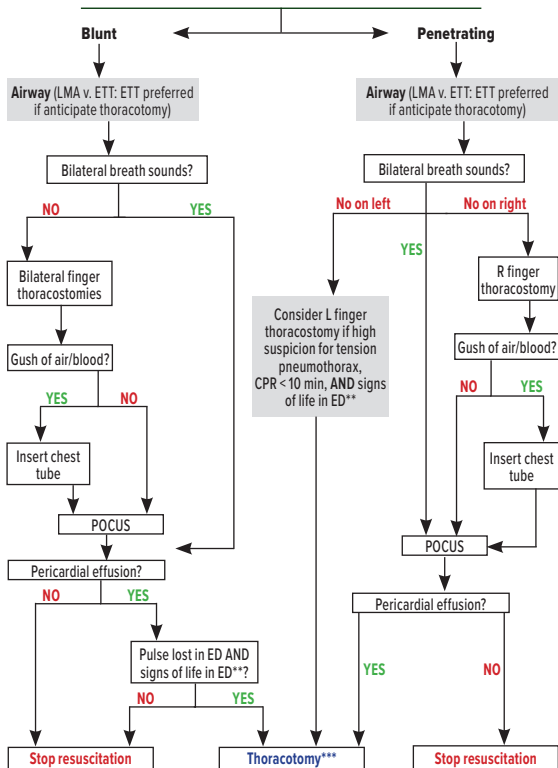 Blunt
Penetrating
Airway (LMA v. ETT: ETT preferred
if anticipate thoracotomy)
Airway (LMA v. ETT: ETT preferred
if anticipate thoracotomy)
Bilateral breath sounds?
Bilateral breath sounds?
NO
YES
No on left
No on right
YES
Bilateral finger
thoracostomies
R finger
thoracostomy
Consider L finger
thoracostomy if high
suspicion for tension
pneumothorax,
CPR < 10 min, AND signs
of life in ED**
Gush of air/blood?
Gush of air/blood?
YES
NO
NO
YES
Insert chest
tube
Insert chest
tube
POCUS
POCUS
Pericardial effusion?
Pericardial effusion?
NO
YES
Pulse lost in ED AND
signs of life in ED**?
YES
NO
NO
YES
Stop resuscitation
Thoracotomy***
Stop resuscitation